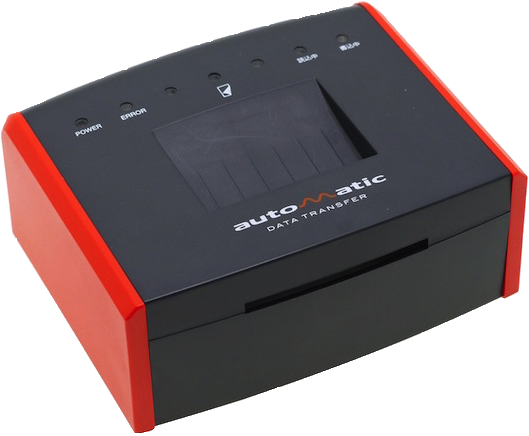 POWER
ERROR
読込中
書込中
automatic
DATA TRANSFER